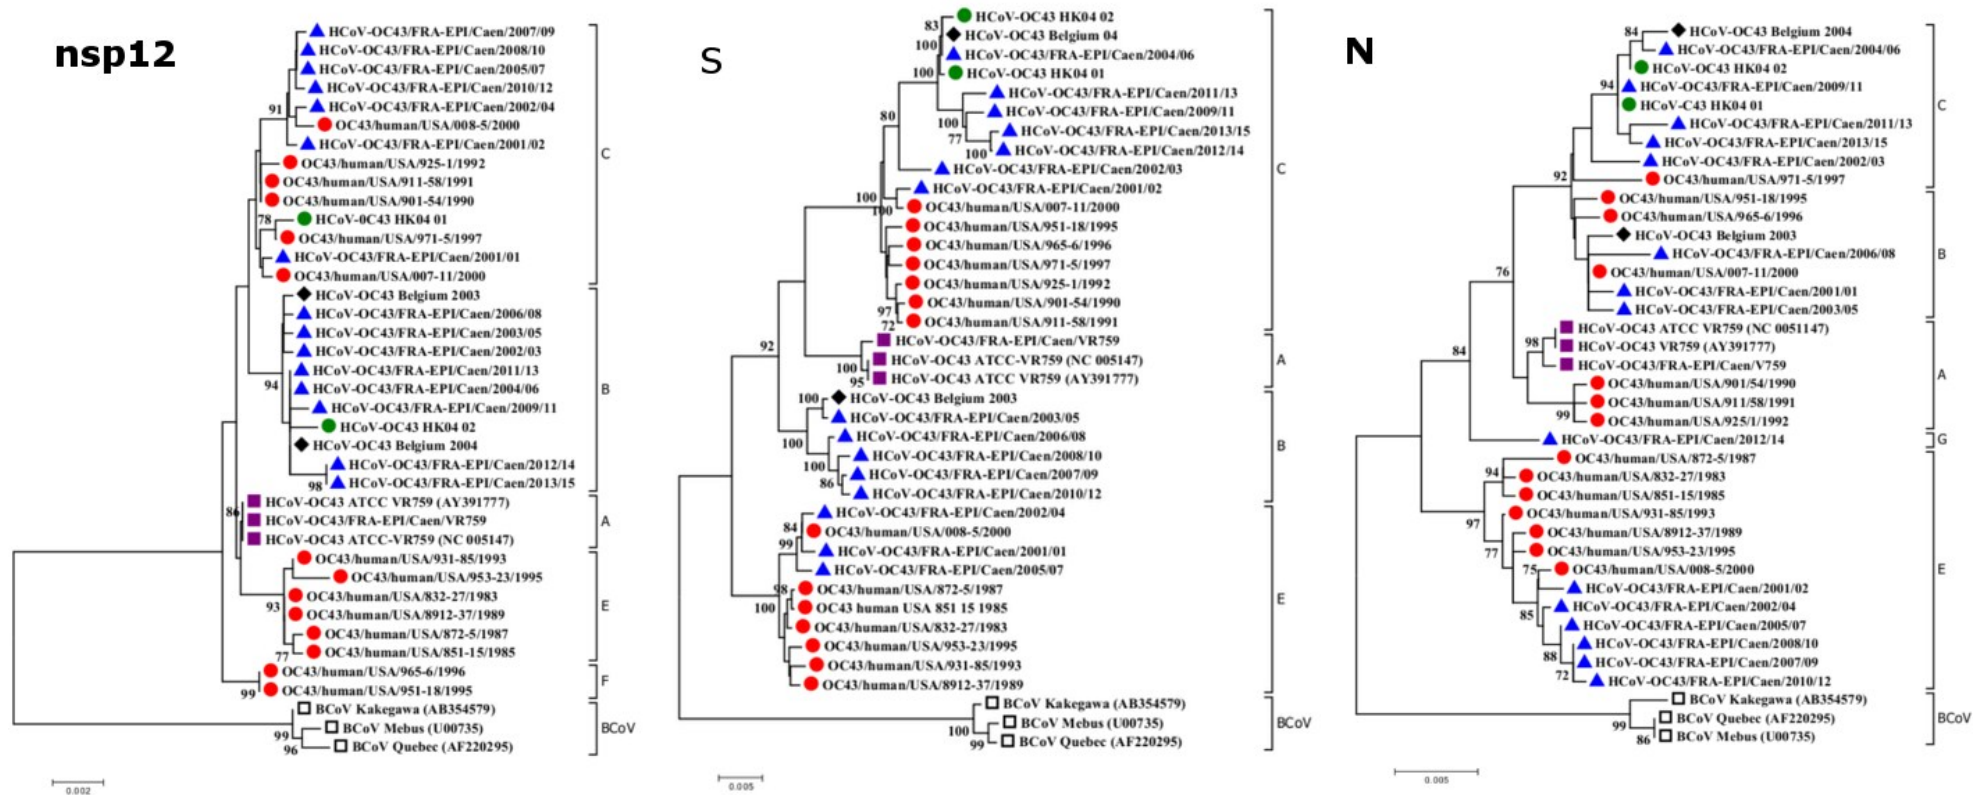 nsp12
HCoV-OC43/FRA-EPI/Caen/2007/09
HCoV-OC43/FRA-EPI/Caen/2008/10
HCoV-OC43/FRA-EPI/Caen/2005/07
HCoV-OC43/FRA-EPI/Caen/2010/12
HCoV-OC43/FRA-EPI/Caen/2002/04
91
OC43/human/USA/008-5/2000
HCoV-OC43/FRA-EPI/Caen/2001/02
C
OC43/human/USA/925-1/1992
OC43/human/USA/911-58/1991
OC43/human/USA/901-54/1990
78
HCoV-0C43 HK04 01
OC43/human/USA/971-5/1997
HCoV-OC43/FRA-EPI/Caen/2001/01
OC43/human/USA/007-11/2000
HCoV-OC43 Belgium 2003
HCoV-OC43/FRA-EPI/Caen/2006/08
HCoV-OC43/FRA-EPI/Caen/2003/05
HCoV-OC43/FRA-EPI/Caen/2002/03
HCoV-OC43/FRA-EPI/Caen/2011/13
94
HCoV-OC43/FRA-EPI/Caen/2004/06
B
HCoV-OC43/FRA-EPI/Caen/2009/11
HCoV-OC43 HK04 02
HCoV-OC43 Belgium 2004
HCoV-OC43/FRA-EPI/Caen/2012/14
HCoV-OC43/FRA-EPI/Caen/2013/15
98
HCoV-OC43 ATCC VR759 (AY391777)
86
HCoV-OC43/FRA-EPI/Caen/VR759
A
HCoV-OC43 ATCC-VR759 (NC 005147)
OC43/human/USA/931-85/1993
OC43/human/USA/953-23/1995
OC43/human/USA/832-27/1983
93
E
OC43/human/USA/8912-37/1989
OC43/human/USA/872-5/1987
OC43/human/USA/851-15/1985
77
OC43/human/USA/965-6/1996
F
99
OC43/human/USA/951-18/1995
BCoV Kakegawa (AB354579)
BCoV Mebus (U00735)
BCoV
99
BCoV Quebec (AF220295)
96
0.002
S
HCoV-OC43 HK04 02
83
HCoV-OC43 Belgium 04
100
HCoV-OC43/FRA-EPI/Caen/2004/06
100
HCoV-OC43 HK04 01
HCoV-OC43/FRA-EPI/Caen/2011/13
HCoV-OC43/FRA-EPI/Caen/2009/11
80
100
HCoV-OC43/FRA-EPI/Caen/2013/15
77
HCoV-OC43/FRA-EPI/Caen/2012/14
100
HCoV-OC43/FRA-EPI/Caen/2002/03
C
HCoV-OC43/FRA-EPI/Caen/2001/02
100
100
OC43/human/USA/007-11/2000
OC43/human/USA/951-18/1995
OC43/human/USA/965-6/1996
OC43/human/USA/971-5/1997
OC43/human/USA/925-1/1992
OC43/human/USA/901-54/1990
97
OC43/human/USA/911-58/1991
72
HCoV-OC43/FRA-EPI/Caen/VR759
92
HCoV-OC43 ATCC-VR759 (NC 005147)
A
100
HCoV-OC43 ATCC VR759 (AY391777)
95
HCoV-OC43 Belgium 2003
100
HCoV-OC43/FRA-EPI/Caen/2003/05
HCoV-OC43/FRA-EPI/Caen/2006/08
100
B
HCoV-OC43/FRA-EPI/Caen/2008/10
100
HCoV-OC43/FRA-EPI/Caen/2007/09
86
HCoV-OC43/FRA-EPI/Caen/2010/12
HCoV-OC43/FRA-EPI/Caen/2002/04
84
OC43/human/USA/008-5/2000
99
HCoV-OC43/FRA-EPI/Caen/2001/01
HCoV-OC43/FRA-EPI/Caen/2005/07
98
OC43/human/USA/872-5/1987
E
100
OC43 human USA 851 15 1985
OC43/human/USA/832-27/1983
OC43/human/USA/953-23/1995
OC43/human/USA/931-85/1993
OC43/human/USA/8912-37/1989
BCoV Kakegawa (AB354579)
BCoV Mebus (U00735)
BCoV
100
BCoV Quebec (AF220295)
99
0.005
N
84
HCoV-OC43 Belgium 2004
HCoV-OC43/FRA-EPI/Caen/2004/06
HCoV-OC43 HK04 02
94
HCoV-OC43/FRA-EPI/Caen/2009/11
HCoV-C43 HK04 01
C
HCoV-OC43/FRA-EPI/Caen/2011/13
HCoV-OC43/FRA-EPI/Caen/2013/15
HCoV-OC43/FRA-EPI/Caen/2002/03
92
OC43/human/USA/971-5/1997
OC43/human/USA/951-18/1995
OC43/human/USA/965-6/1996
HCoV-OC43 Belgium 2003
HCoV-OC43/FRA-EPI/Caen/2006/08
B
76
OC43/human/USA/007-11/2000
HCoV-OC43/FRA-EPI/Caen/2001/01
HCoV-OC43/FRA-EPI/Caen/2003/05
HCoV-OC43 ATCC VR759 (NC 0051147)
98
HCoV-OC43 VR759 (AY391777)
84
HCoV-OC43/FRA-EPI/Caen/V759
A
OC43/human/USA/901/54/1990
OC43/human/USA/911/58/1991
99
OC43/human/USA/925/1/1992
HCoV-OC43/FRA-EPI/Caen/2012/14
G
OC43/human/USA/872-5/1987
94
OC43/human/USA/832-27/1983
OC43/human/USA/851-15/1985
OC43/human/USA/931-85/1993
97
OC43/human/USA/8912-37/1989
77
OC43/human/USA/953-23/1995
75
OC43/human/USA/008-5/2000
E
HCoV-OC43/FRA-EPI/Caen/2001/02
85
HCoV-OC43/FRA-EPI/Caen/2002/04
HCoV-OC43/FRA-EPI/Caen/2005/07
HCoV-OC43/FRA-EPI/Caen/2008/10
88
HCoV-OC43/FRA-EPI/Caen/2007/09
72
HCoV-OC43/FRA-EPI/Caen/2010/12
BCoV Kakegawa (AB354579)
99
BCoV Quebec (AF220295)
BCoV
86
BCoV Mebus (U00735)
0.005